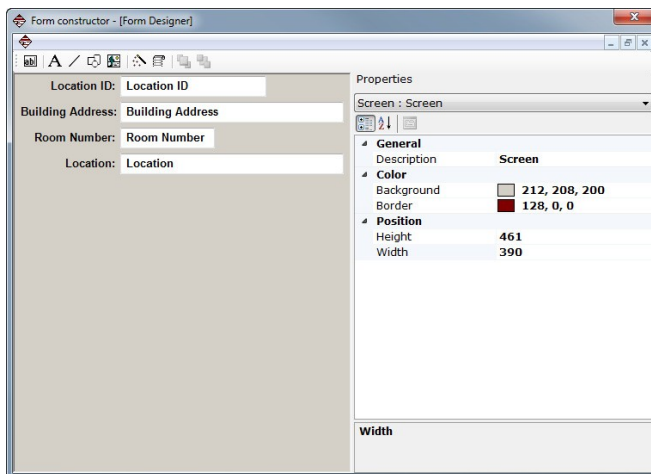 Form constructor - [Form Designer]
ab A
Location ID: Location ID
Building Address: Building Address
Room Number: Room Number
Location: Location
Properties
Screen : Screen
A Z
General
Description Screen
Color
Background 212, 208, 200
Border 128, 0, 0
Position
Height 461
Width 390
Width